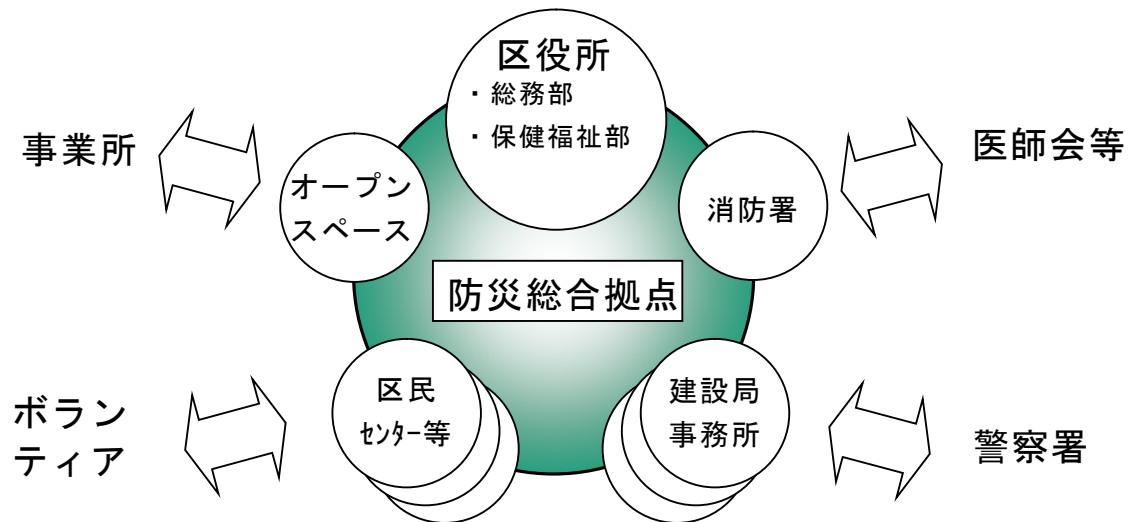 区役所
・総務部
・保健福祉部
事業所
医師会等
オープン
スペース
消防署
防災総合拠点
区民
ｾﾝﾀｰ等
建設局
事務所
ボラン
ティア
警察署